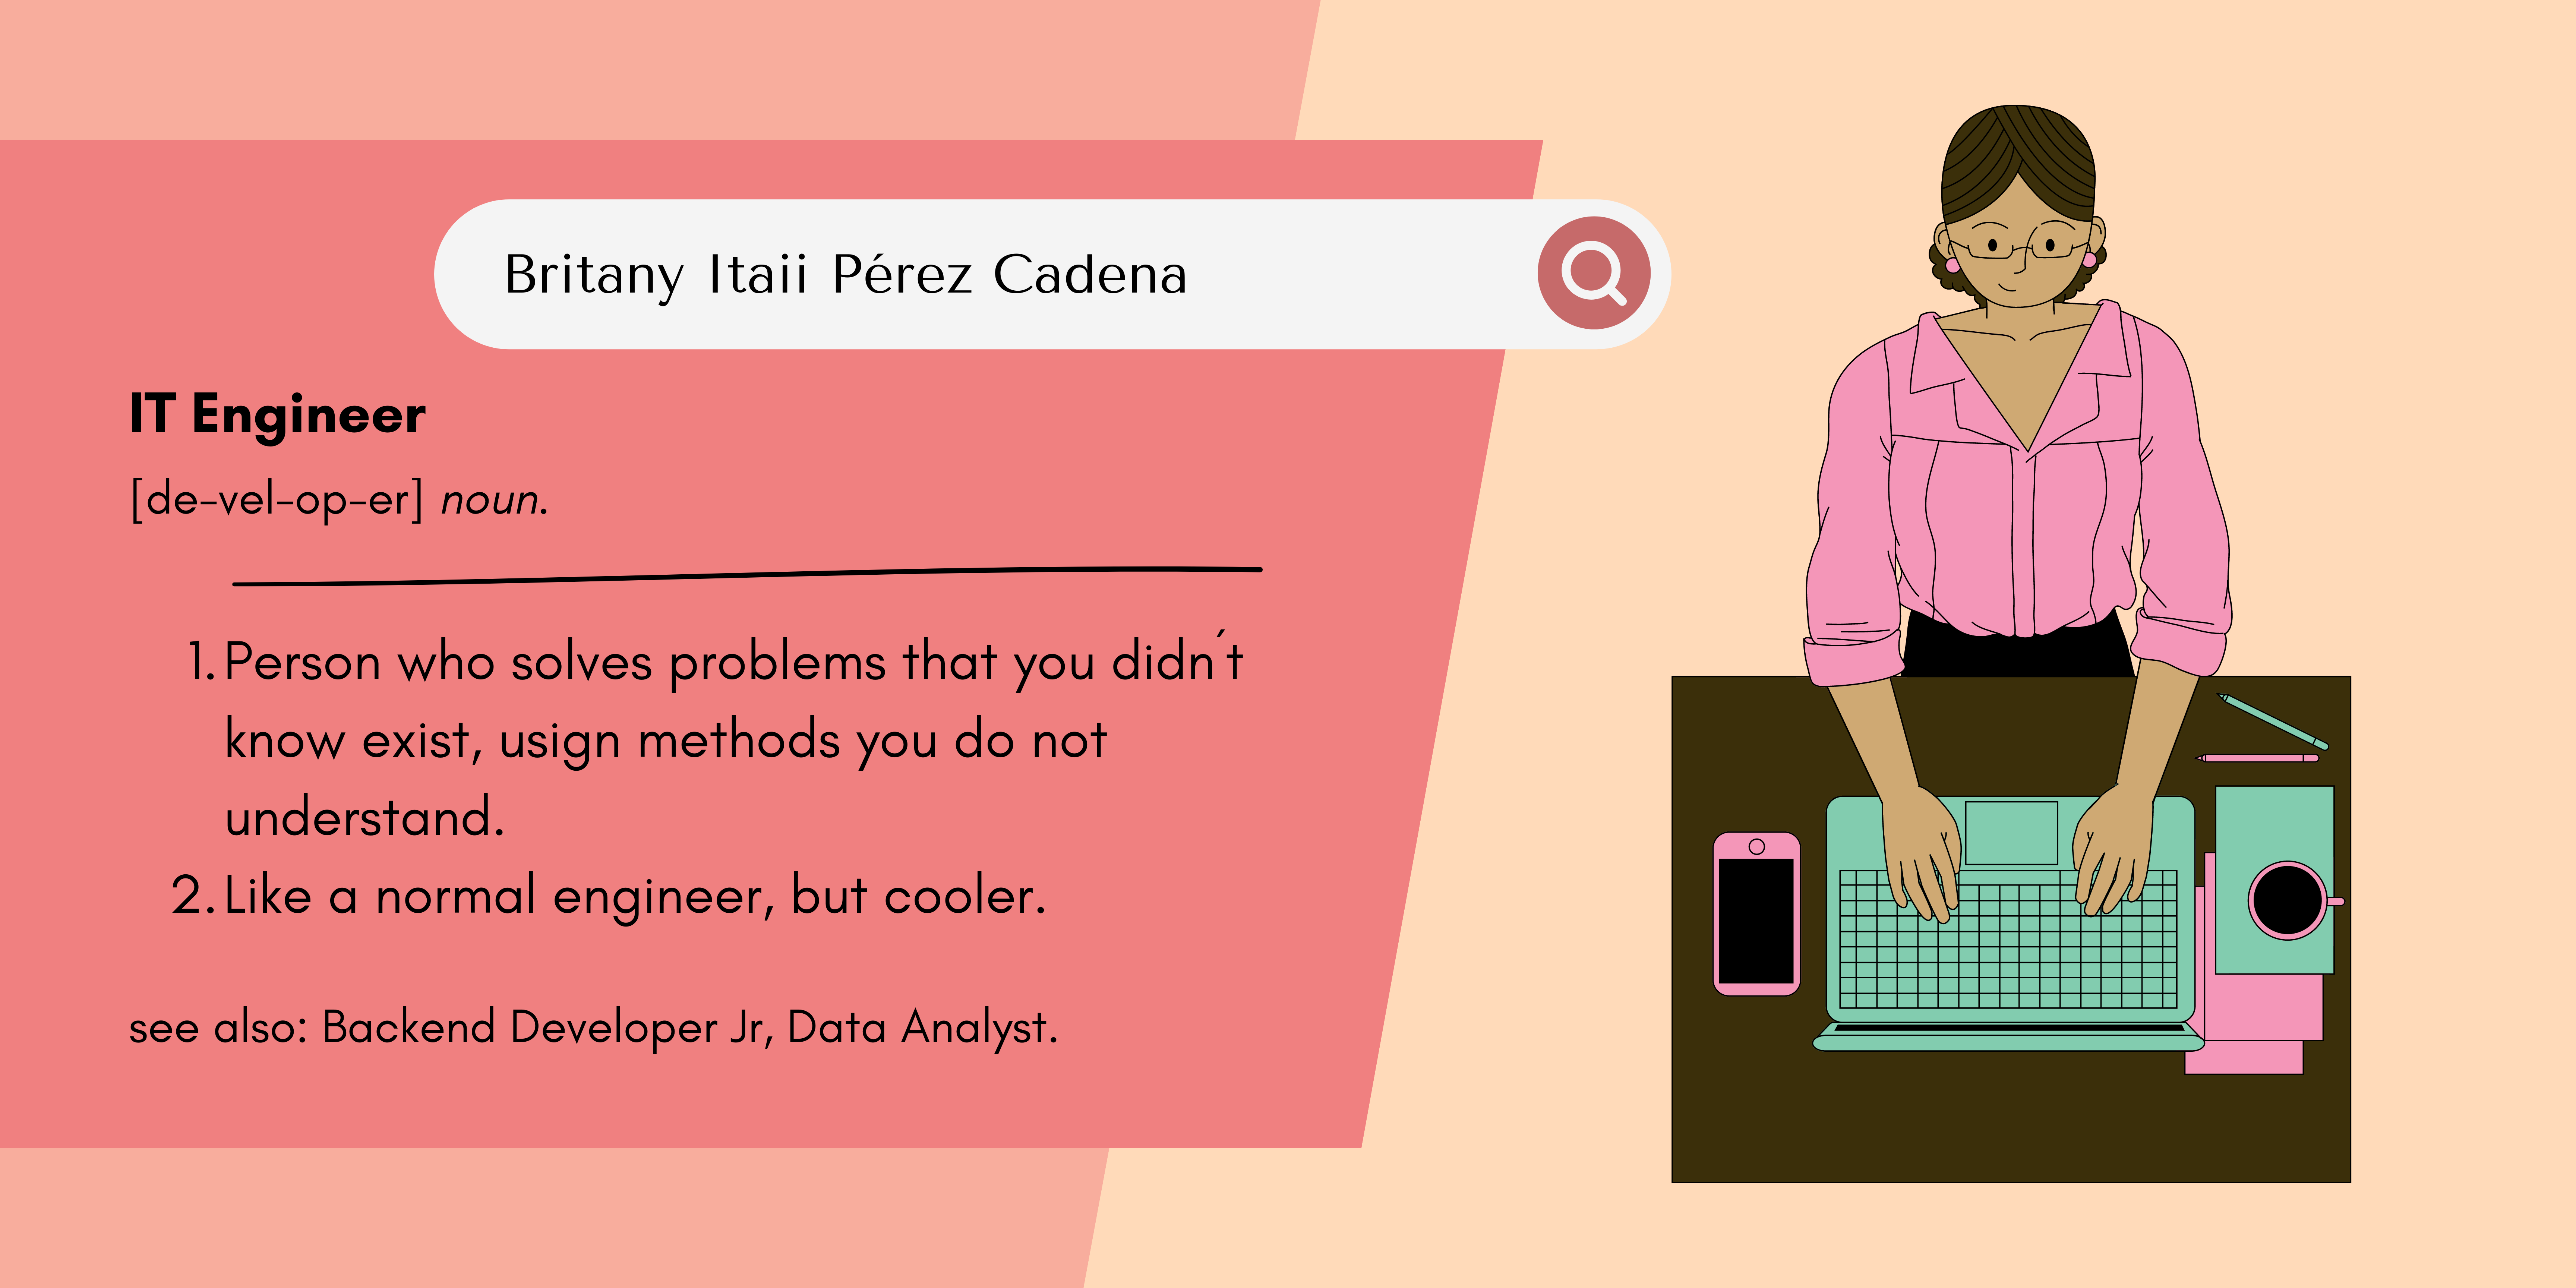 Britany Itaii Pérez Cadena
IT Engineer
[de-vel-op-er] noun.
1. Person who solves problems that you didn´t
know exist, usign methods you do not
understand.
2. Like a normal engineer, but cooler.
see also: Backend Developer Jr, Data Analyst.